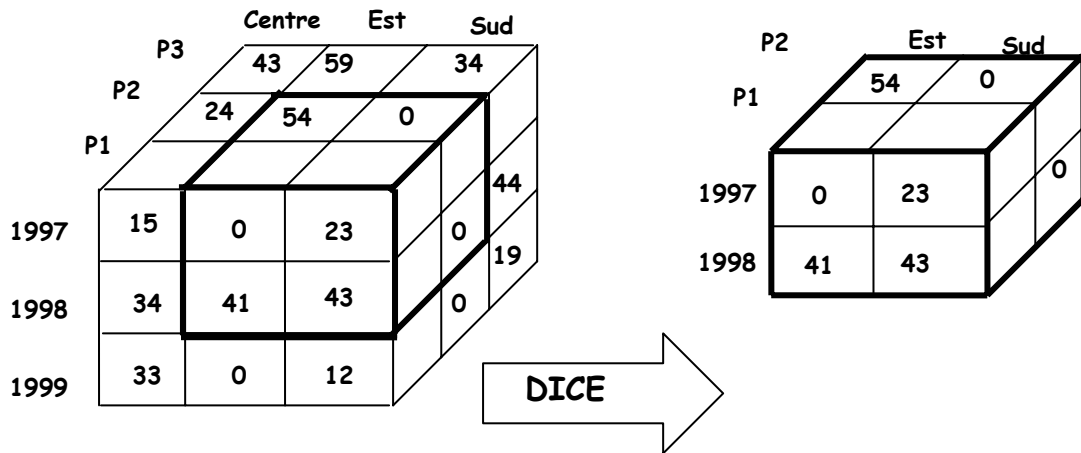 Centre Est Sud
P3 43 59 34
P2 24 54 0
P1
44
1997 15 0 23 0
19
1998 34 41 43 0
1999 33 0 12
DICE
P2 Est Sud
54 0
P1
0
1997 0 23
1998 41 43